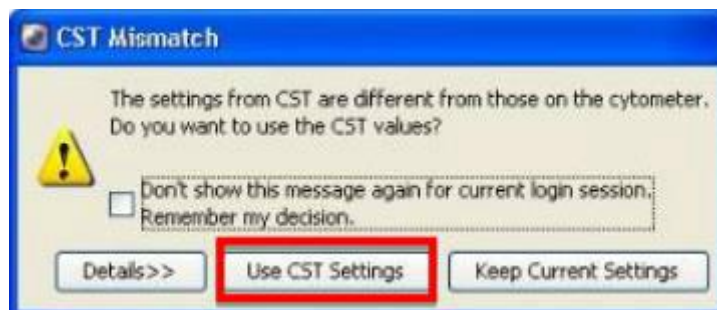 CST Mismatch
The settings from CST are different from those on the cytometer.
Do you want to use the CST values?
Don't show this message again for current login session.
Remember my decision.
Details>> Use CST Settings Keep Current Settings